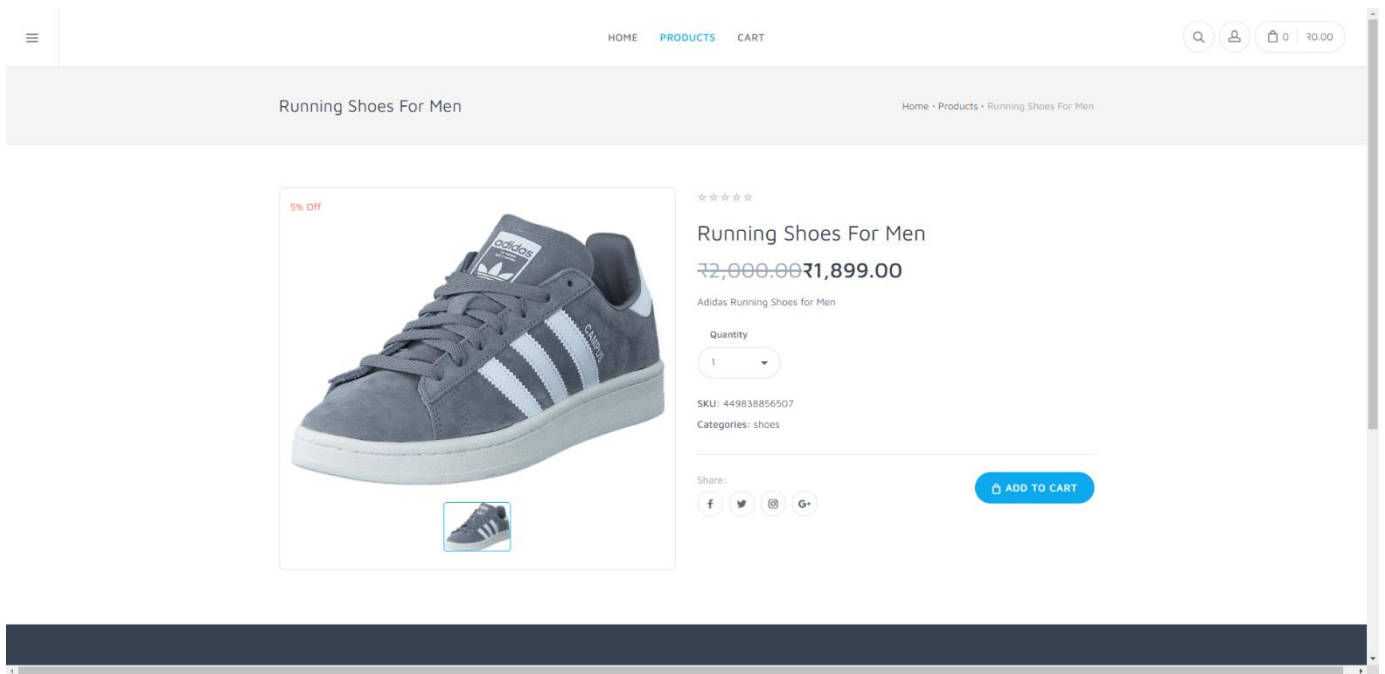 HOME PRODUCTS CART
0 ₹0.00
Running Shoes For Men
Home • Products • Running Shoes For Men
5% Off
adidas
CAMPUS
Running Shoes For Men
₹2,000.00₹1,899.00
Adidas Running Shoes for Men
Quantity
1
SKU: 449838856507
Categories: shoes
Share:
ADD TO CART